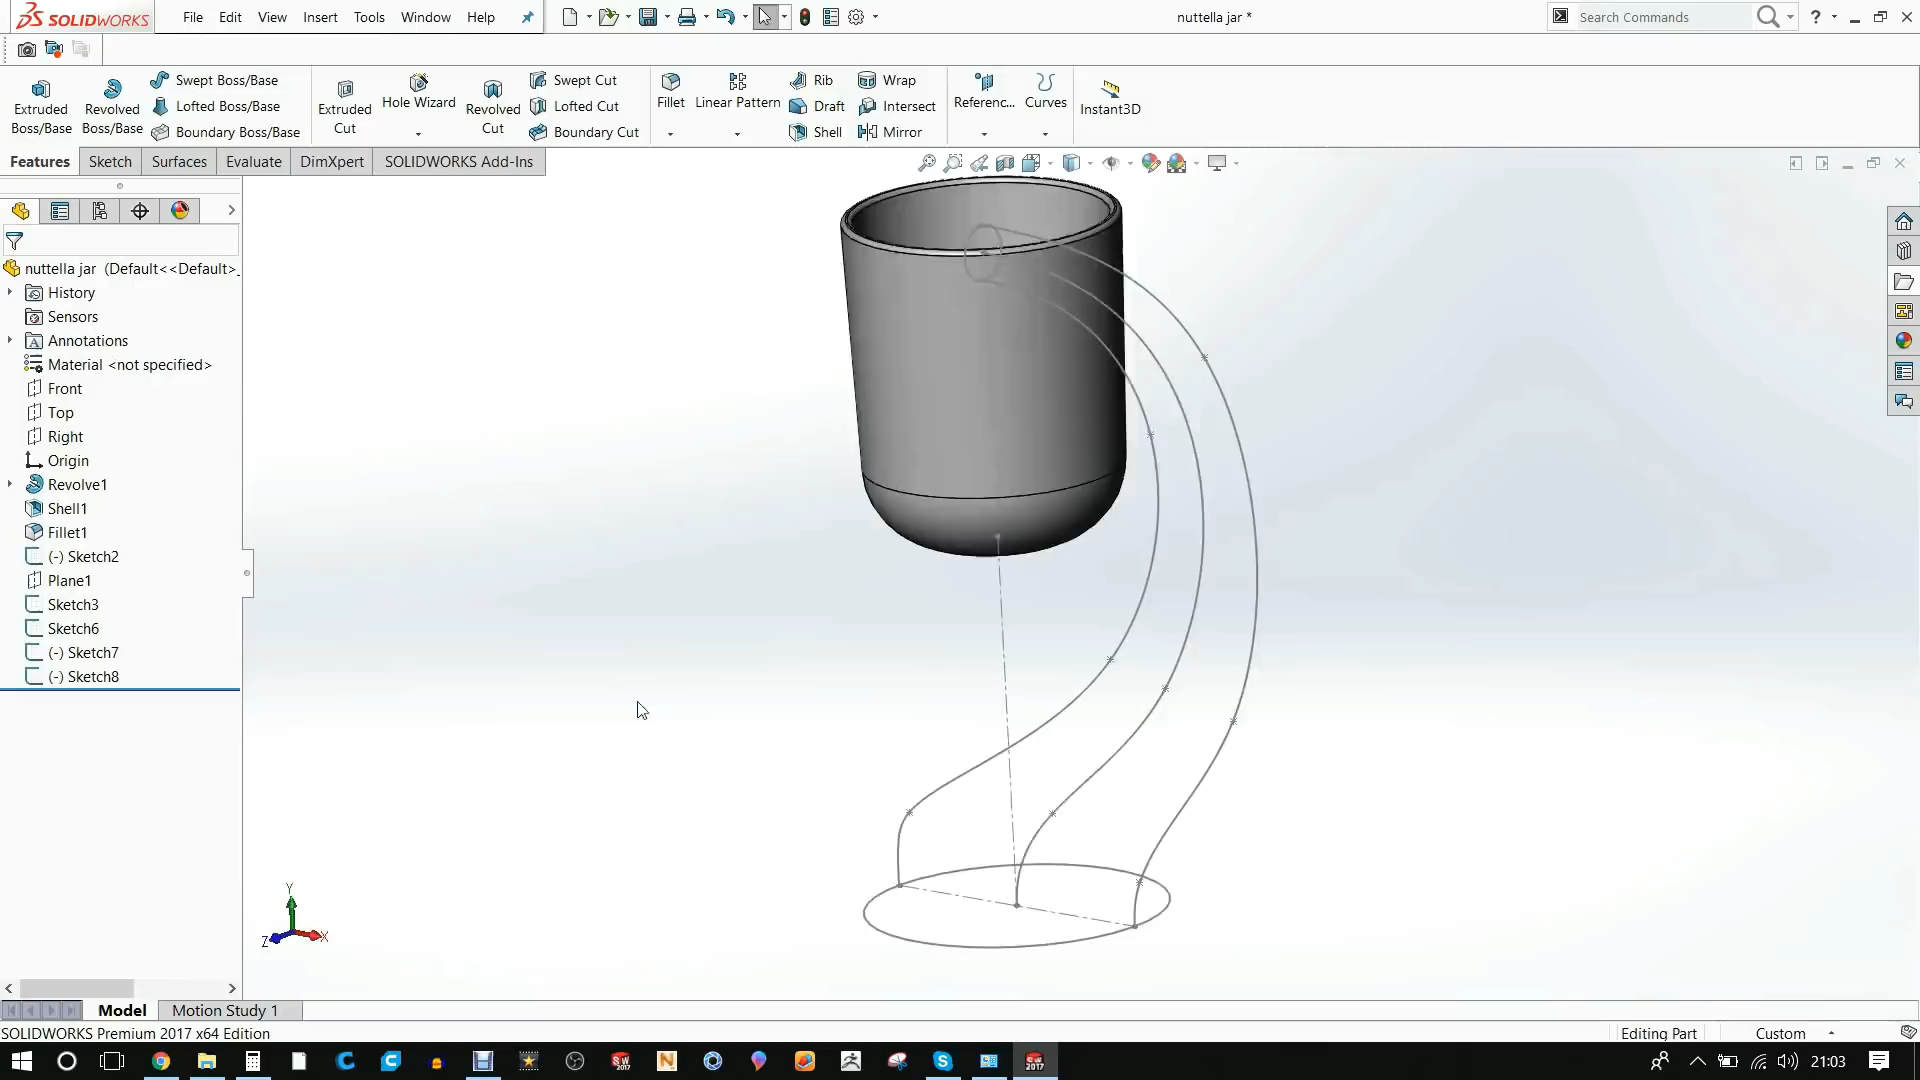 SOLIDWORKS File Edit View Insert Tools Window Help nuttella jar * Search Commands ?
Extruded Boss/Base
Revolved Boss/Base
Swept Boss/Base
Lofted Boss/Base
Boundary Boss/Base
Extruded Cut
Hole Wizard
Revolved Cut
Swept Cut
Lofted Cut
Boundary Cut
Fillet
Linear Pattern
Rib
Draft
Shell
Wrap
Intersect
Mirror
Referenc...
Curves
Instant3D
Features Sketch Surfaces Evaluate DimXpert SOLIDWORKS Add-Ins
nuttella jar (Default<<Default>_
History
Sensors
Annotations
Material <not specified>
Front
Top
Right
Origin
Revolve1
Shell1
Fillet1
(-) Sketch2
Plane1
Sketch3
Sketch6
(-) Sketch7
(-) Sketch8
Y
Z X
Model Motion Study 1
SOLIDWORKS Premium 2017 x64 Edition Editing Part Custom
21:03